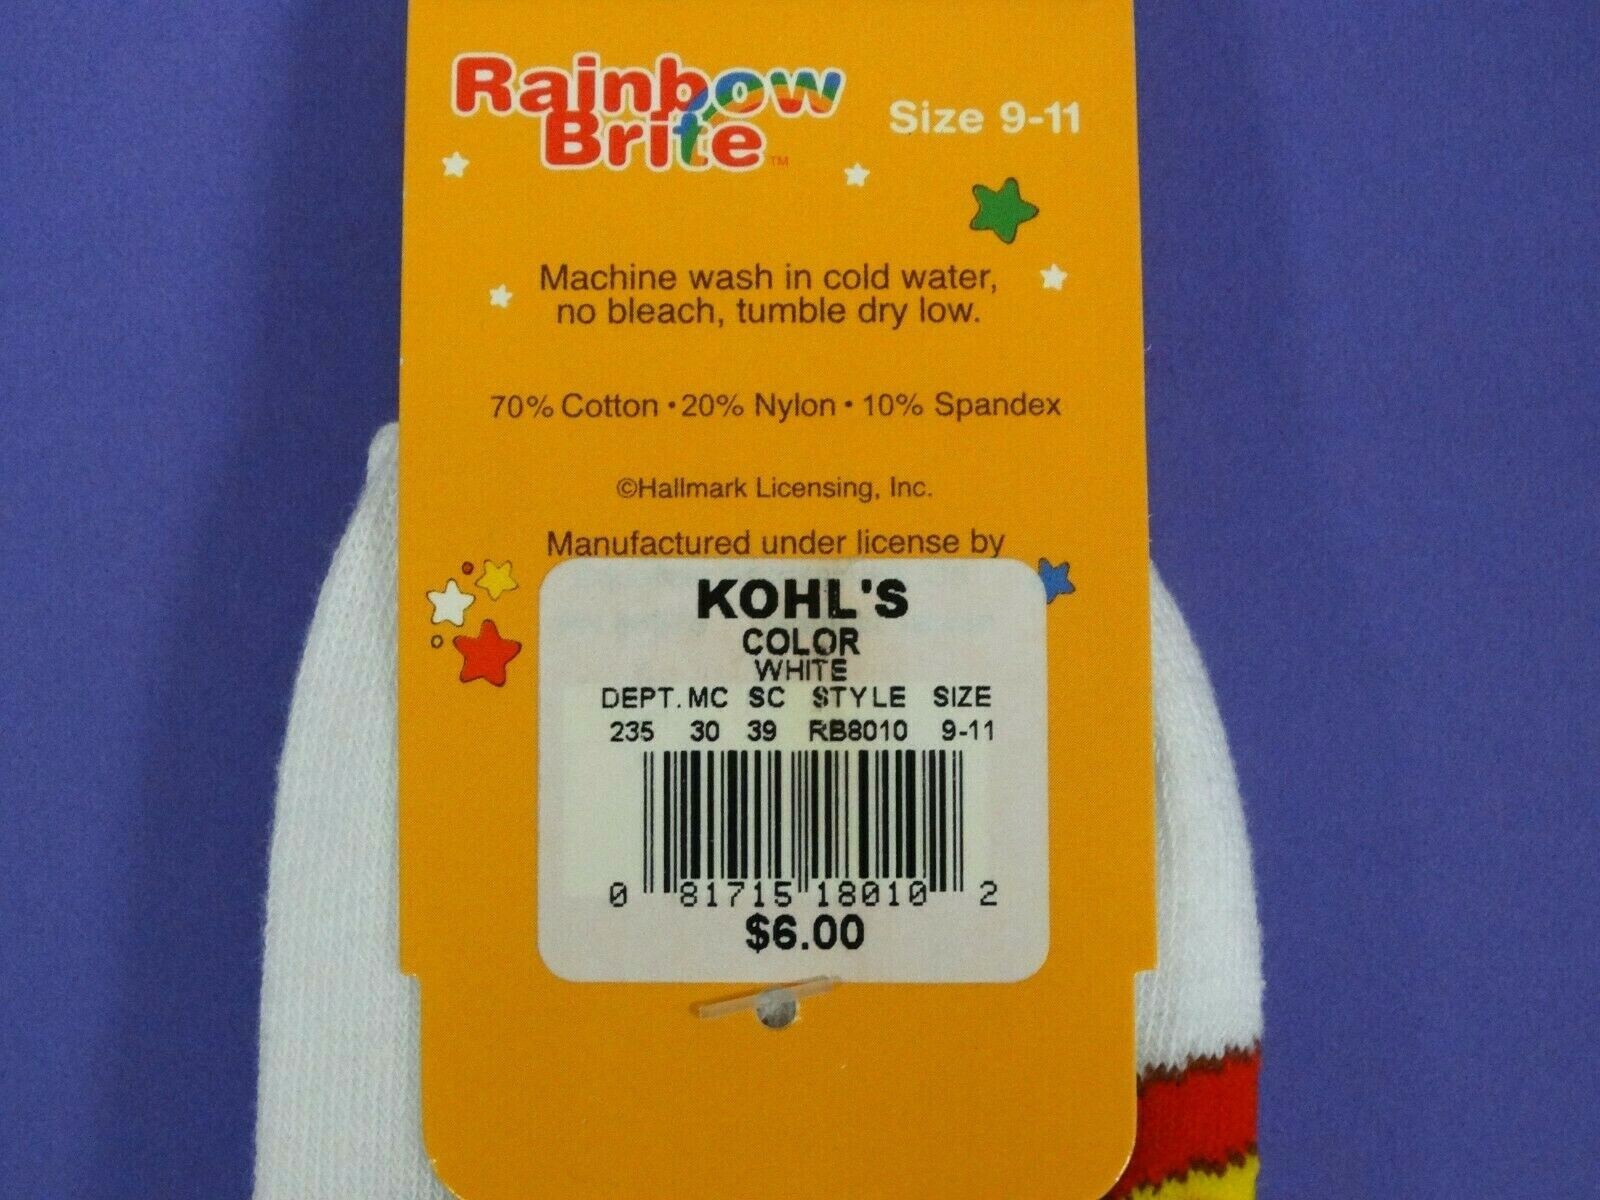 Rainbow
Brite™
Size 9-11
Machine wash in cold water,
no bleach, tumble dry low.
70% Cotton • 20% Nylon • 10% Spandex
©Hallmark Licensing, Inc.
Manufactured under license by
KOHL'S
COLOR
WHITE
DEPT. MC SC STYLE SIZE
235 30 39 RB8010 9-11
0 81715 18010 2
$6.00